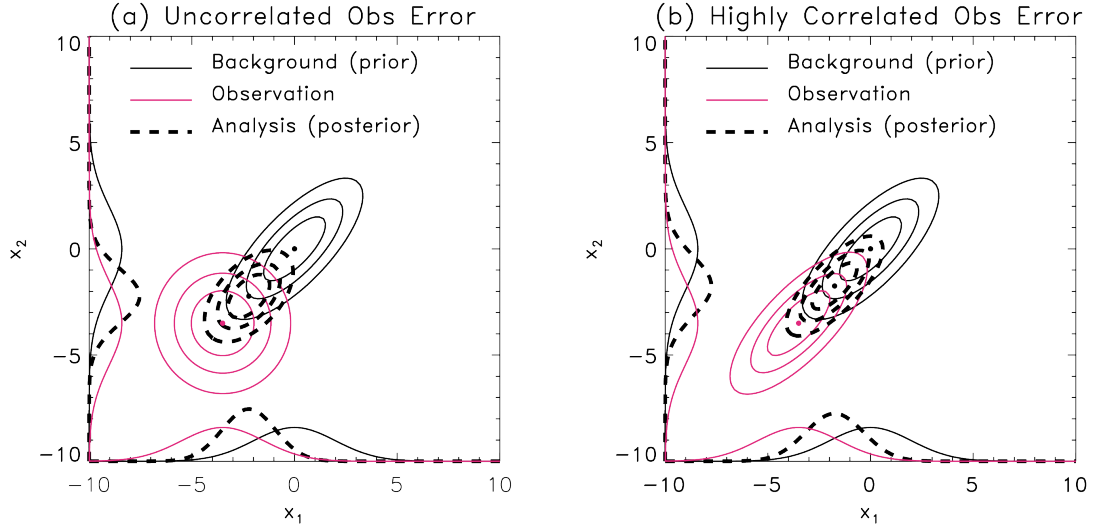 (a) Uncorrelated Obs Error
10
5
0
−5
−10
x₂
Background (prior)
Observation
Analysis (posterior)
−10
−5
0
5
10
x₁
(b) Highly Correlated Obs Error
10
5
0
−5
−10
x₂
Background (prior)
Observation
Analysis (posterior)
−10
−5
0
5
10
x₁